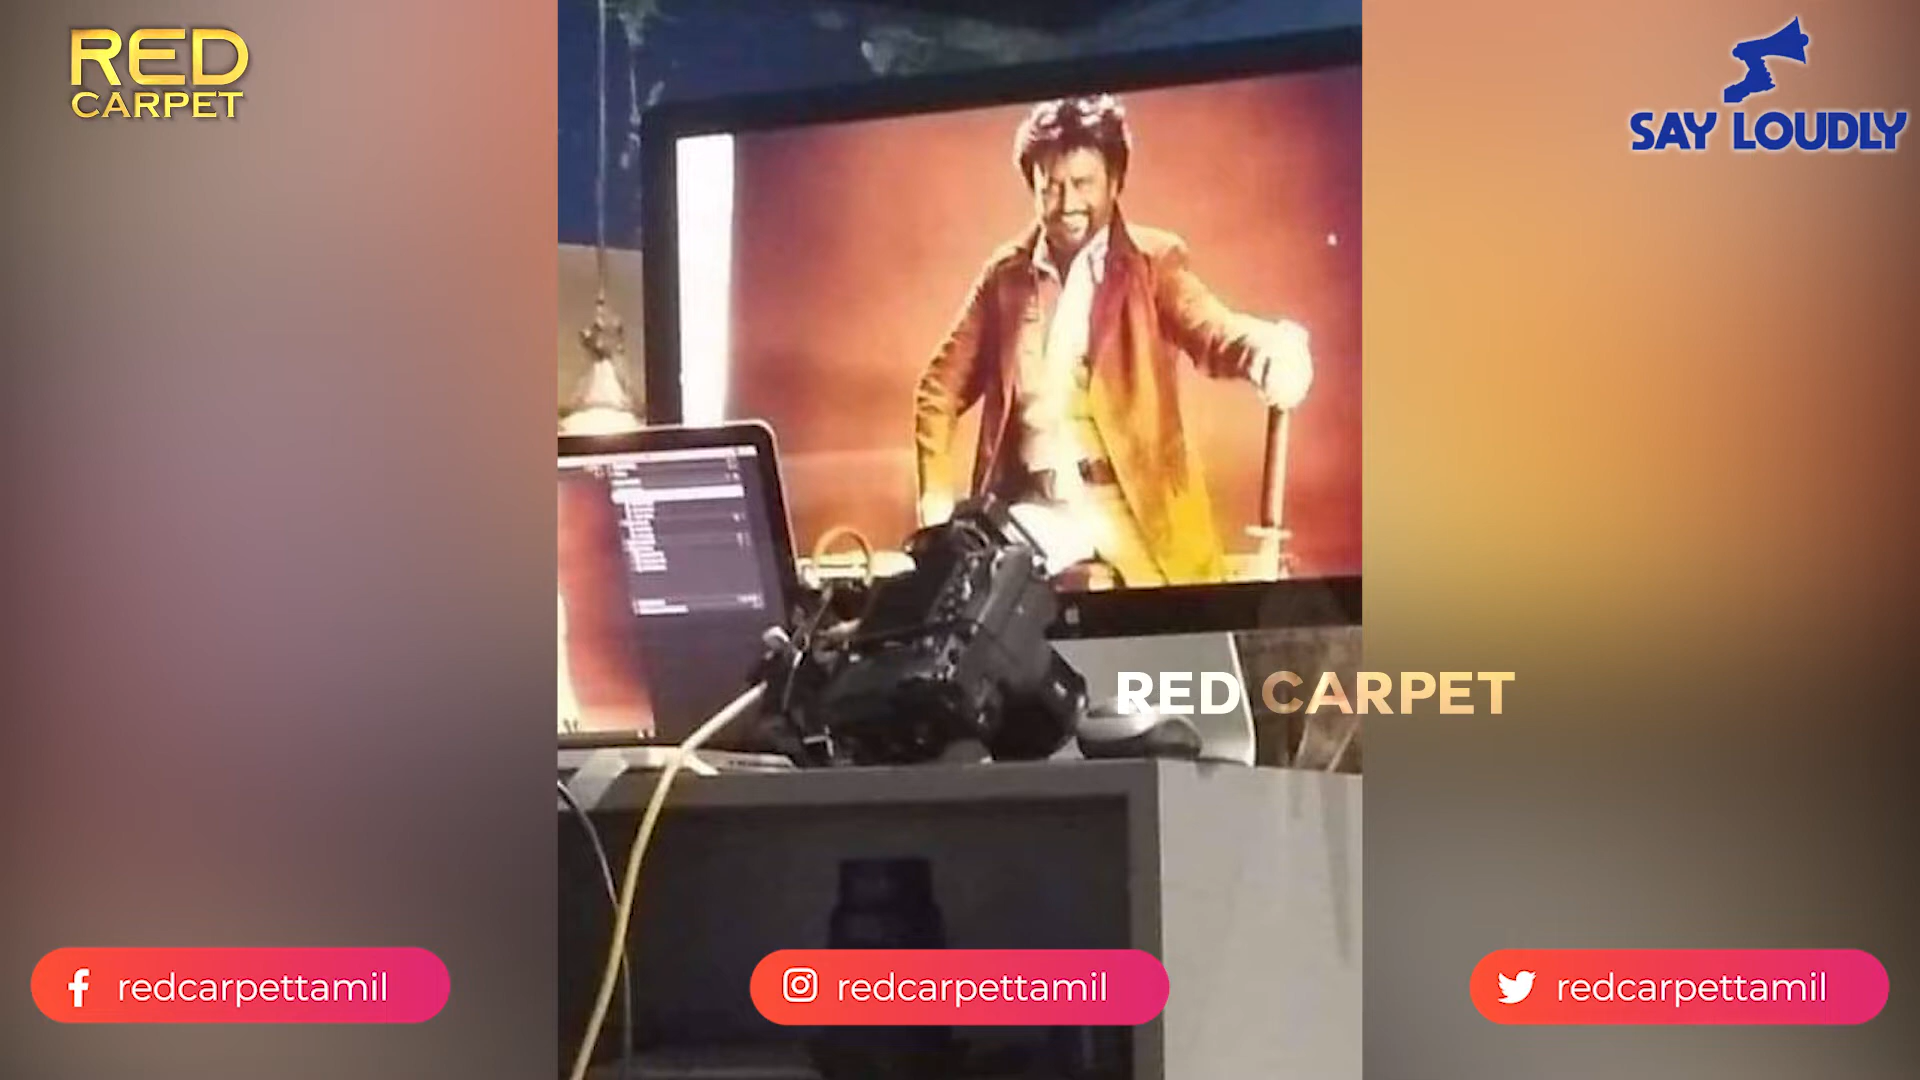 RED
CARPET
SAY LOUDLY
RED CARPET
redcarpettamil
redcarpettamil
redcarpettamil